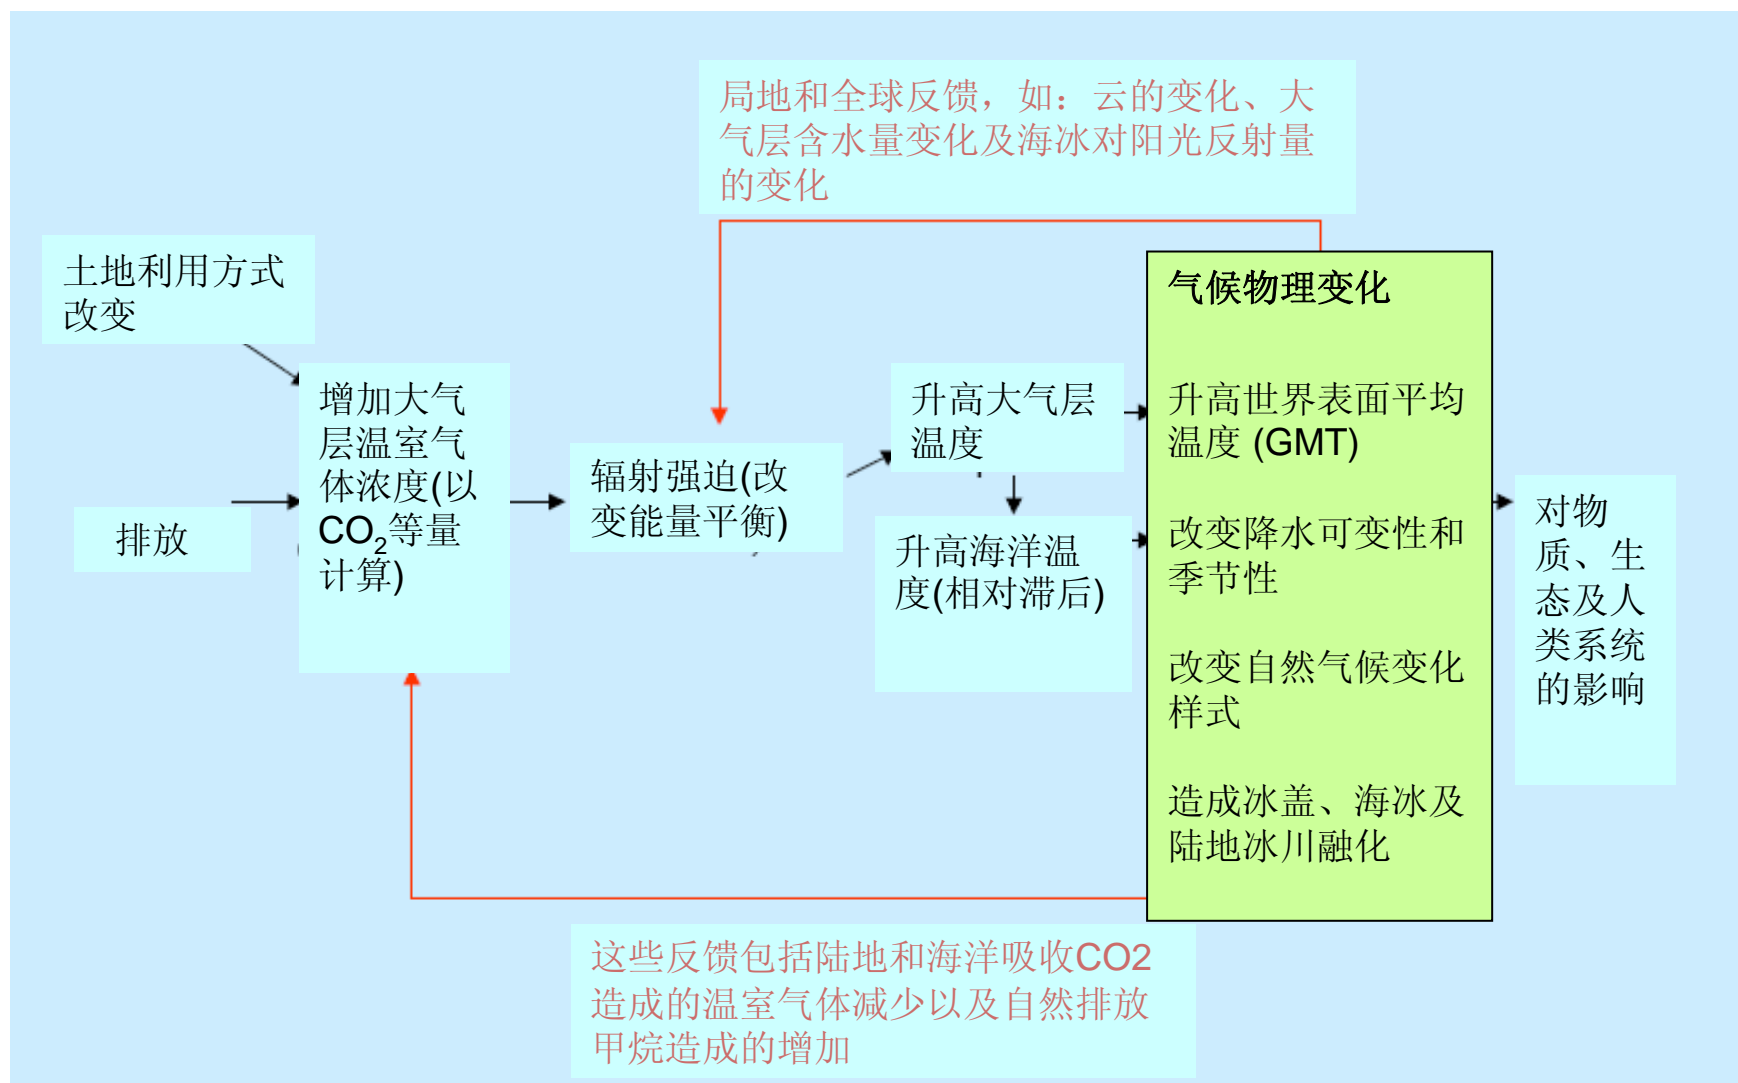 局地和全球反馈，如：云的变化、大
气层含水量变化及海冰对阳光反射量
的变化
土地利用方式
改变
排放
增加大气
层温室气
体浓度(以
CO₂等量
计算)
辐射强迫(改
变能量平衡)
升高大气层
温度
升高海洋温
度(相对滞后)
气候物理变化
升高世界表面平均
温度 (GMT)
改变降水可变性和
季节性
改变自然气候变化
样式
造成冰盖、海冰及
陆地冰川融化
对物
质、生
态及人
类系统
的影响
这些反馈包括陆地和海洋吸收CO2
造成的温室气体减少以及自然排放
甲烷造成的增加